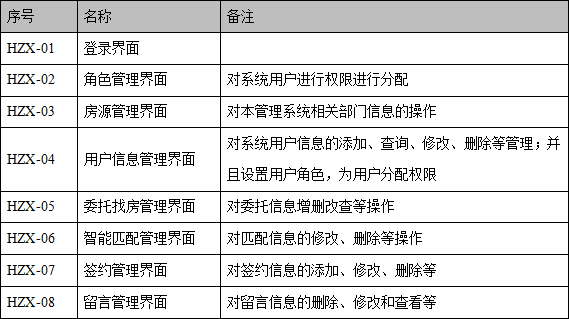 序号 名称 备注
HZX-01 登录界面
HZX-02 角色管理界面 对系统用户进行权限进行分配
HZX-03 房源管理界面 对本管理系统相关部门信息的操作
HZX-04 用户信息管理界面 对系统用户信息的添加、查询、修改、删除等管理；并
且设置用户角色，为用户分配权限
HZX-05 委托找房管理界面 对委托信息增删改查等操作
HZX-06 智能匹配管理界面 对匹配信息的修改、删除等操作
HZX-07 签约管理界面 对签约信息的添加、修改、删除等
HZX-08 留言管理界面 对留言信息的删除、修改和查看等